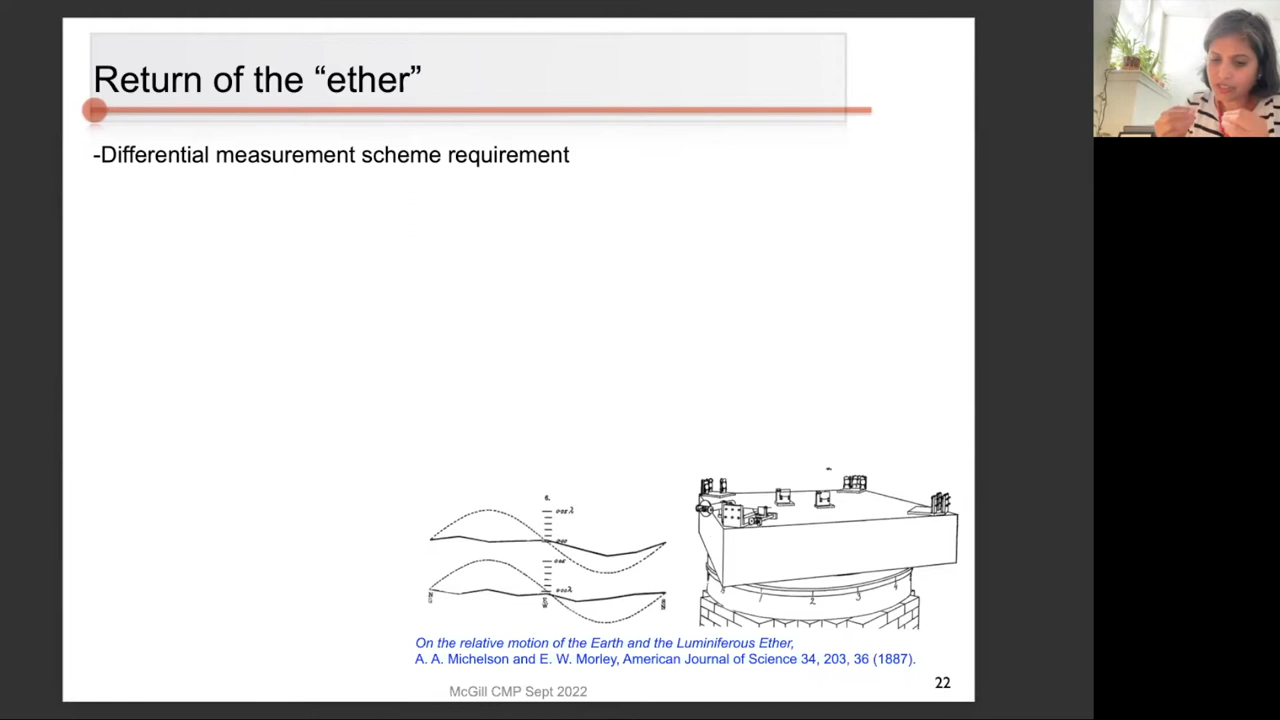 Return of the “ether”
-Differential measurement scheme requirement
On the relative motion of the Earth and the Luminiferous Ether,
A. A. Michelson and E. W. Morley, American Journal of Science 34, 203, 36 (1887).
McGill CMP Sept 2022
22